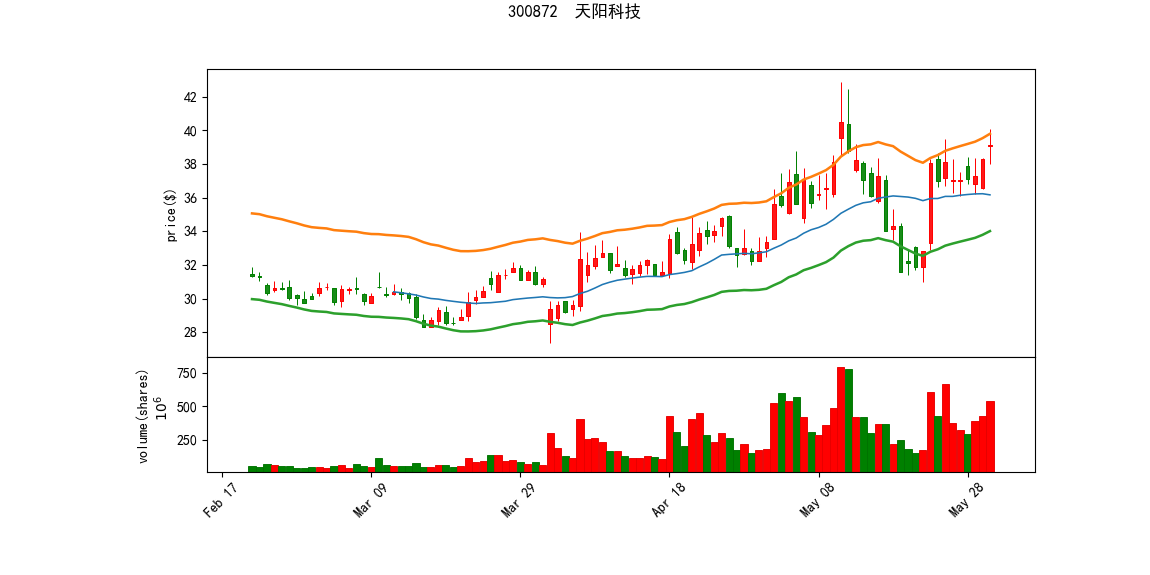 300872  天阳科技
price($)
42
40
38
36
34
32
30
28
volume(shares)
10^6
750
500
250
Feb 17
Mar 09
Mar 29
Apr 18
May 08
May 28